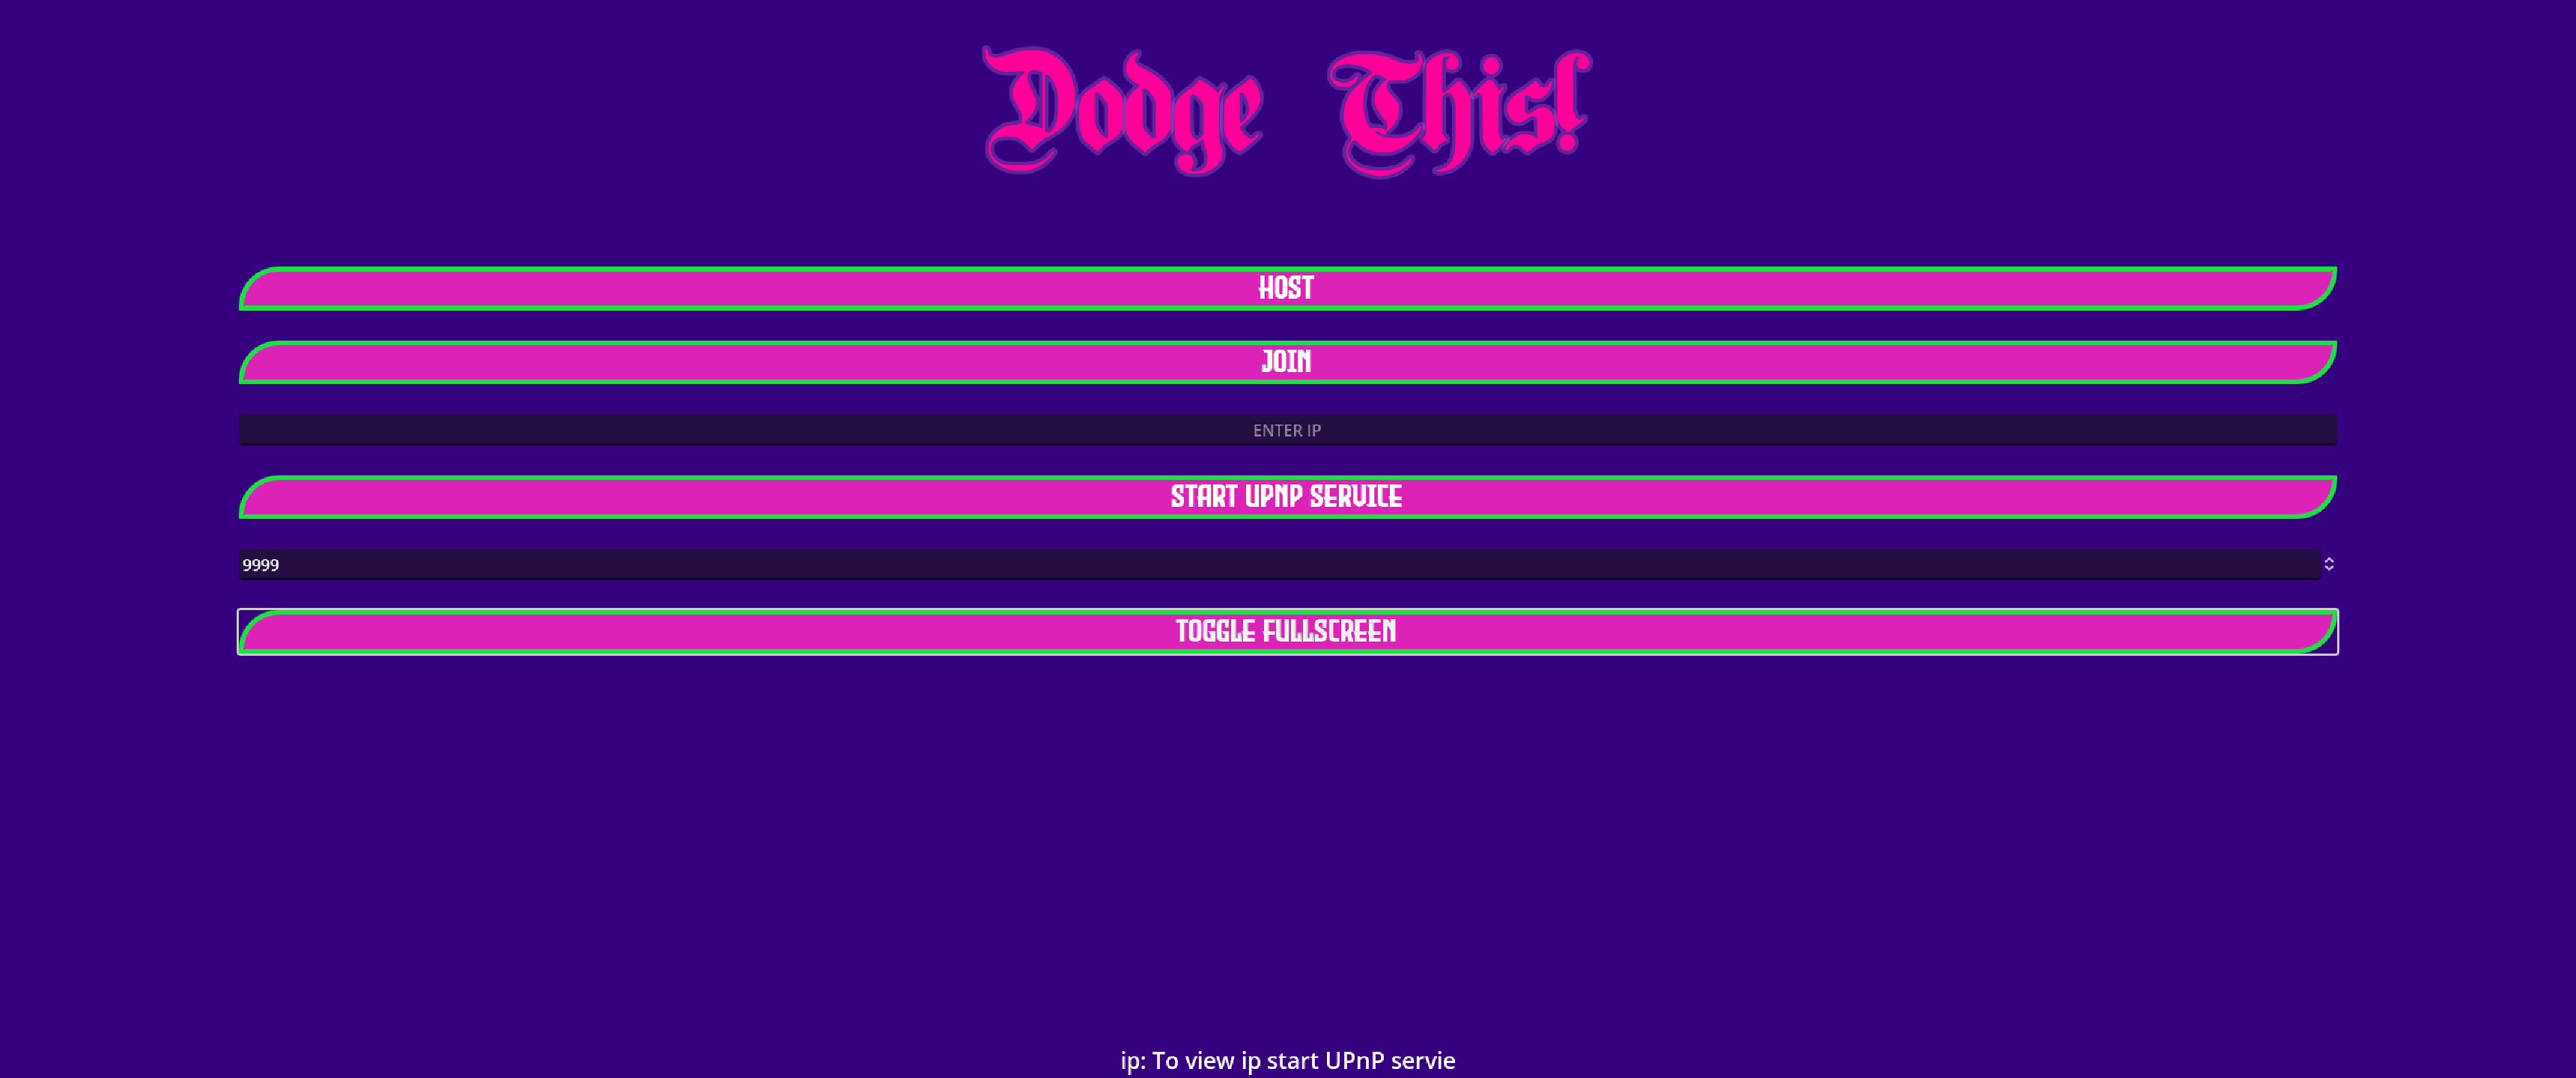 Dodge This!
HOST
JOIN
ENTER IP
START UPNP SERVICE
9999
TOGGLE FULLSCREEN
ip: To view ip start UPnP servie